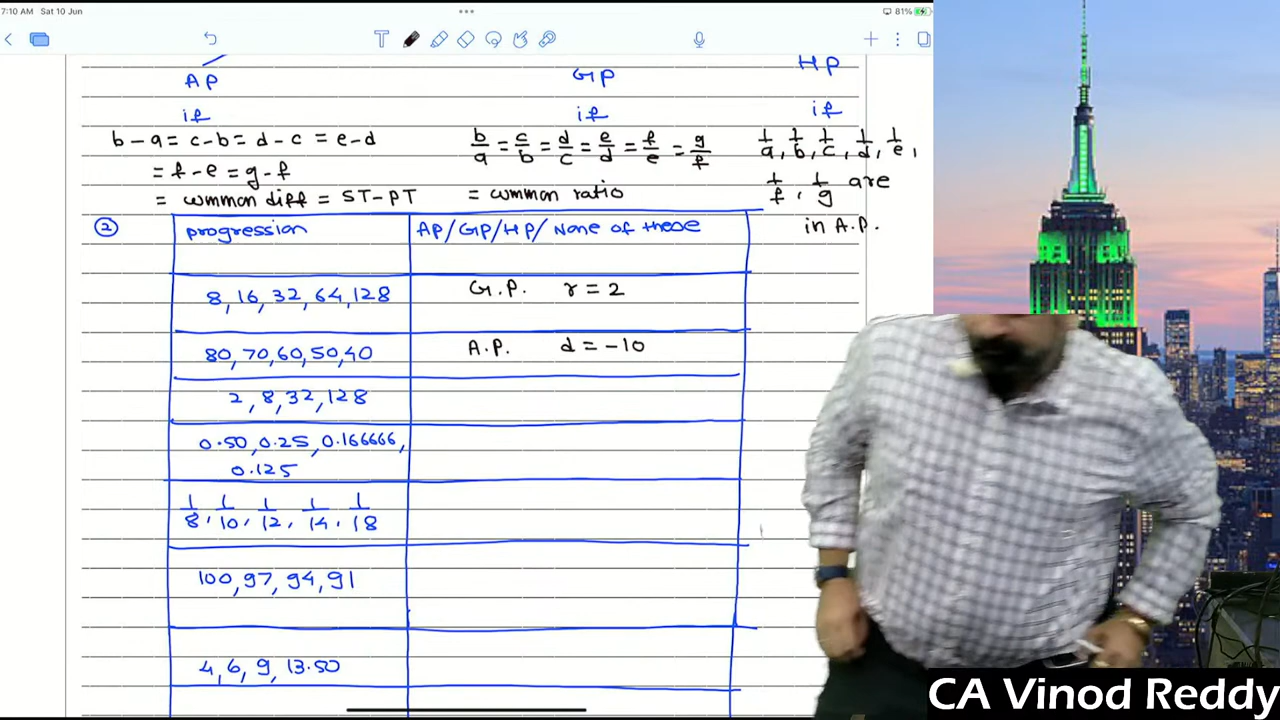 7:10 AM Sat 10 Jun
81%
AP
GP
HP
if
if
if
b-a = c-b = d-c = e-d
= f-e = g-f
= common diff = ST-PT
b/a = c/b = d/c = e/d = f/e = g/f
= common ratio
1/a, 1/b, 1/c, 1/d, 1/e,
1/f, 1/g are
in A.P.
②
progression
AP/GP/HP/None of these
8, 16, 32, 64, 128
G.P. r = 2
80, 70, 60, 50, 40
A.P. d = -10
2, 8, 32, 128
0.50, 0.25, 0.166666,
0.125
1/8, 1/10, 1/12, 1/14, 1/18
100, 97, 94, 91
4, 6, 9, 13.50
CA Vinod Reddy